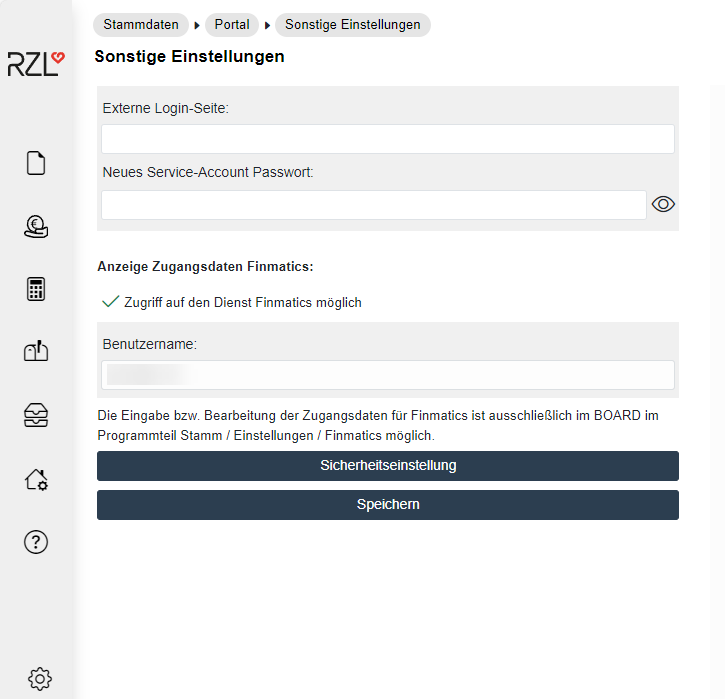 Stammdaten Portal Sonstige Einstellungen
RZL
Sonstige Einstellungen
Externe Login-Seite:
Neues Service-Account Passwort:
Anzeige Zugangsdaten Finmatics:
Zugriff auf den Dienst Finmatics möglich
Benutzername:
Die Eingabe bzw. Bearbeitung der Zugangsdaten für Finmatics ist ausschließlich im BOARD im
Programmteil Stamm / Einstellungen / Finmatics möglich.
Sicherheitseinstellung
Speichern